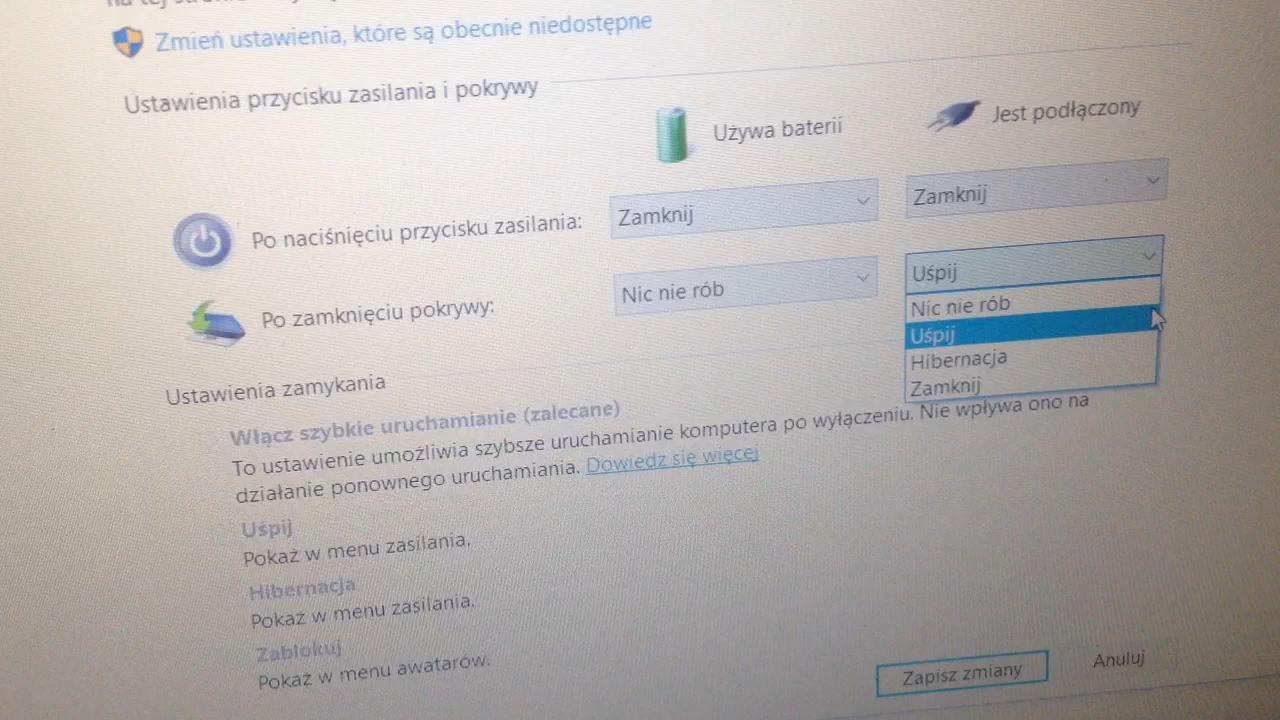 Zmień ustawienia, które są obecnie niedostępne
Ustawienia przycisku zasilania i pokrywy
Używa baterii
Jest podłączony
Po naciśnięciu przycisku zasilania:
Zamknij
Zamknij
Po zamknięciu pokrywy:
Nic nie rób
Uśpij
Nic nie rób
Uśpij
Hibernacja
Zamknij
Ustawienia zamykania
Włącz szybkie uruchamianie (zalecane)
To ustawienie umożliwia szybsze uruchamianie komputera po wyłączeniu. Nie wpływa ono na
działanie ponownego uruchamiania. Dowiedz się więcej
Uśpij
Pokaż w menu zasilania.
Hibernacja
Pokaż w menu zasilania.
Zablokuj
Pokaż w menu awatarów.
Zapisz zmiany
Anuluj